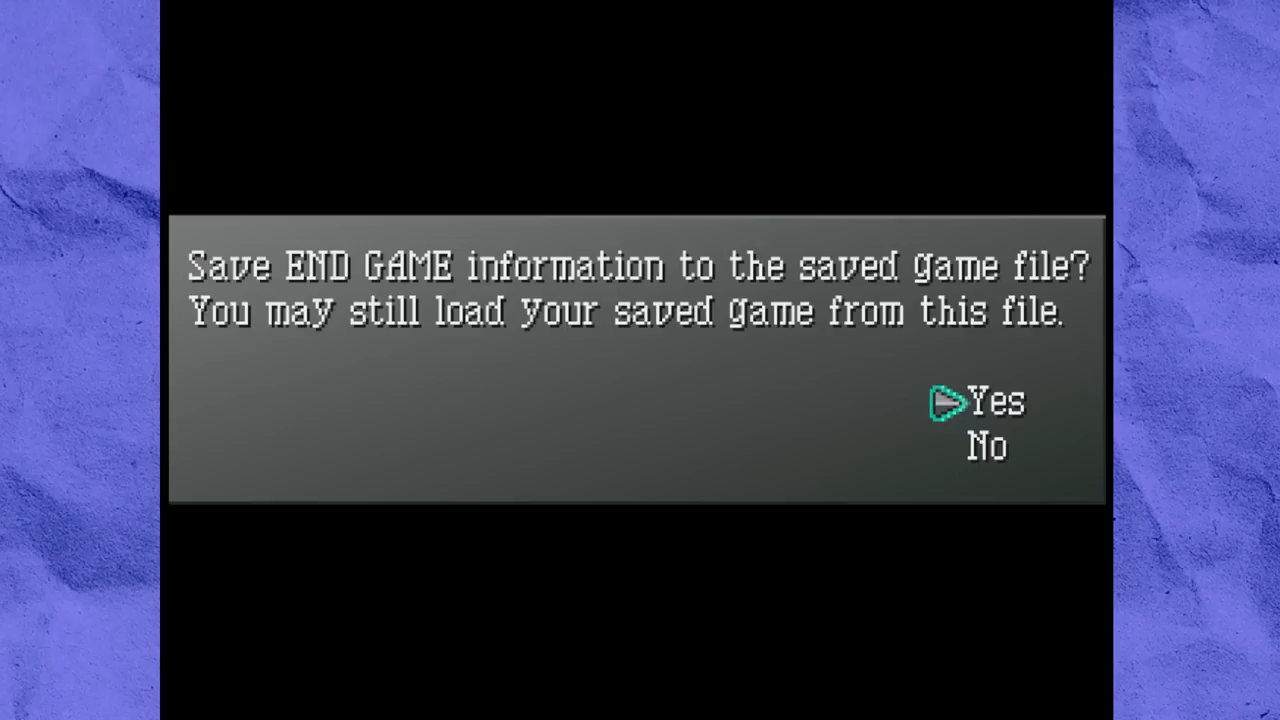 Save END GAME information to the saved game file?
You may still load your saved game from this file.
Yes
No